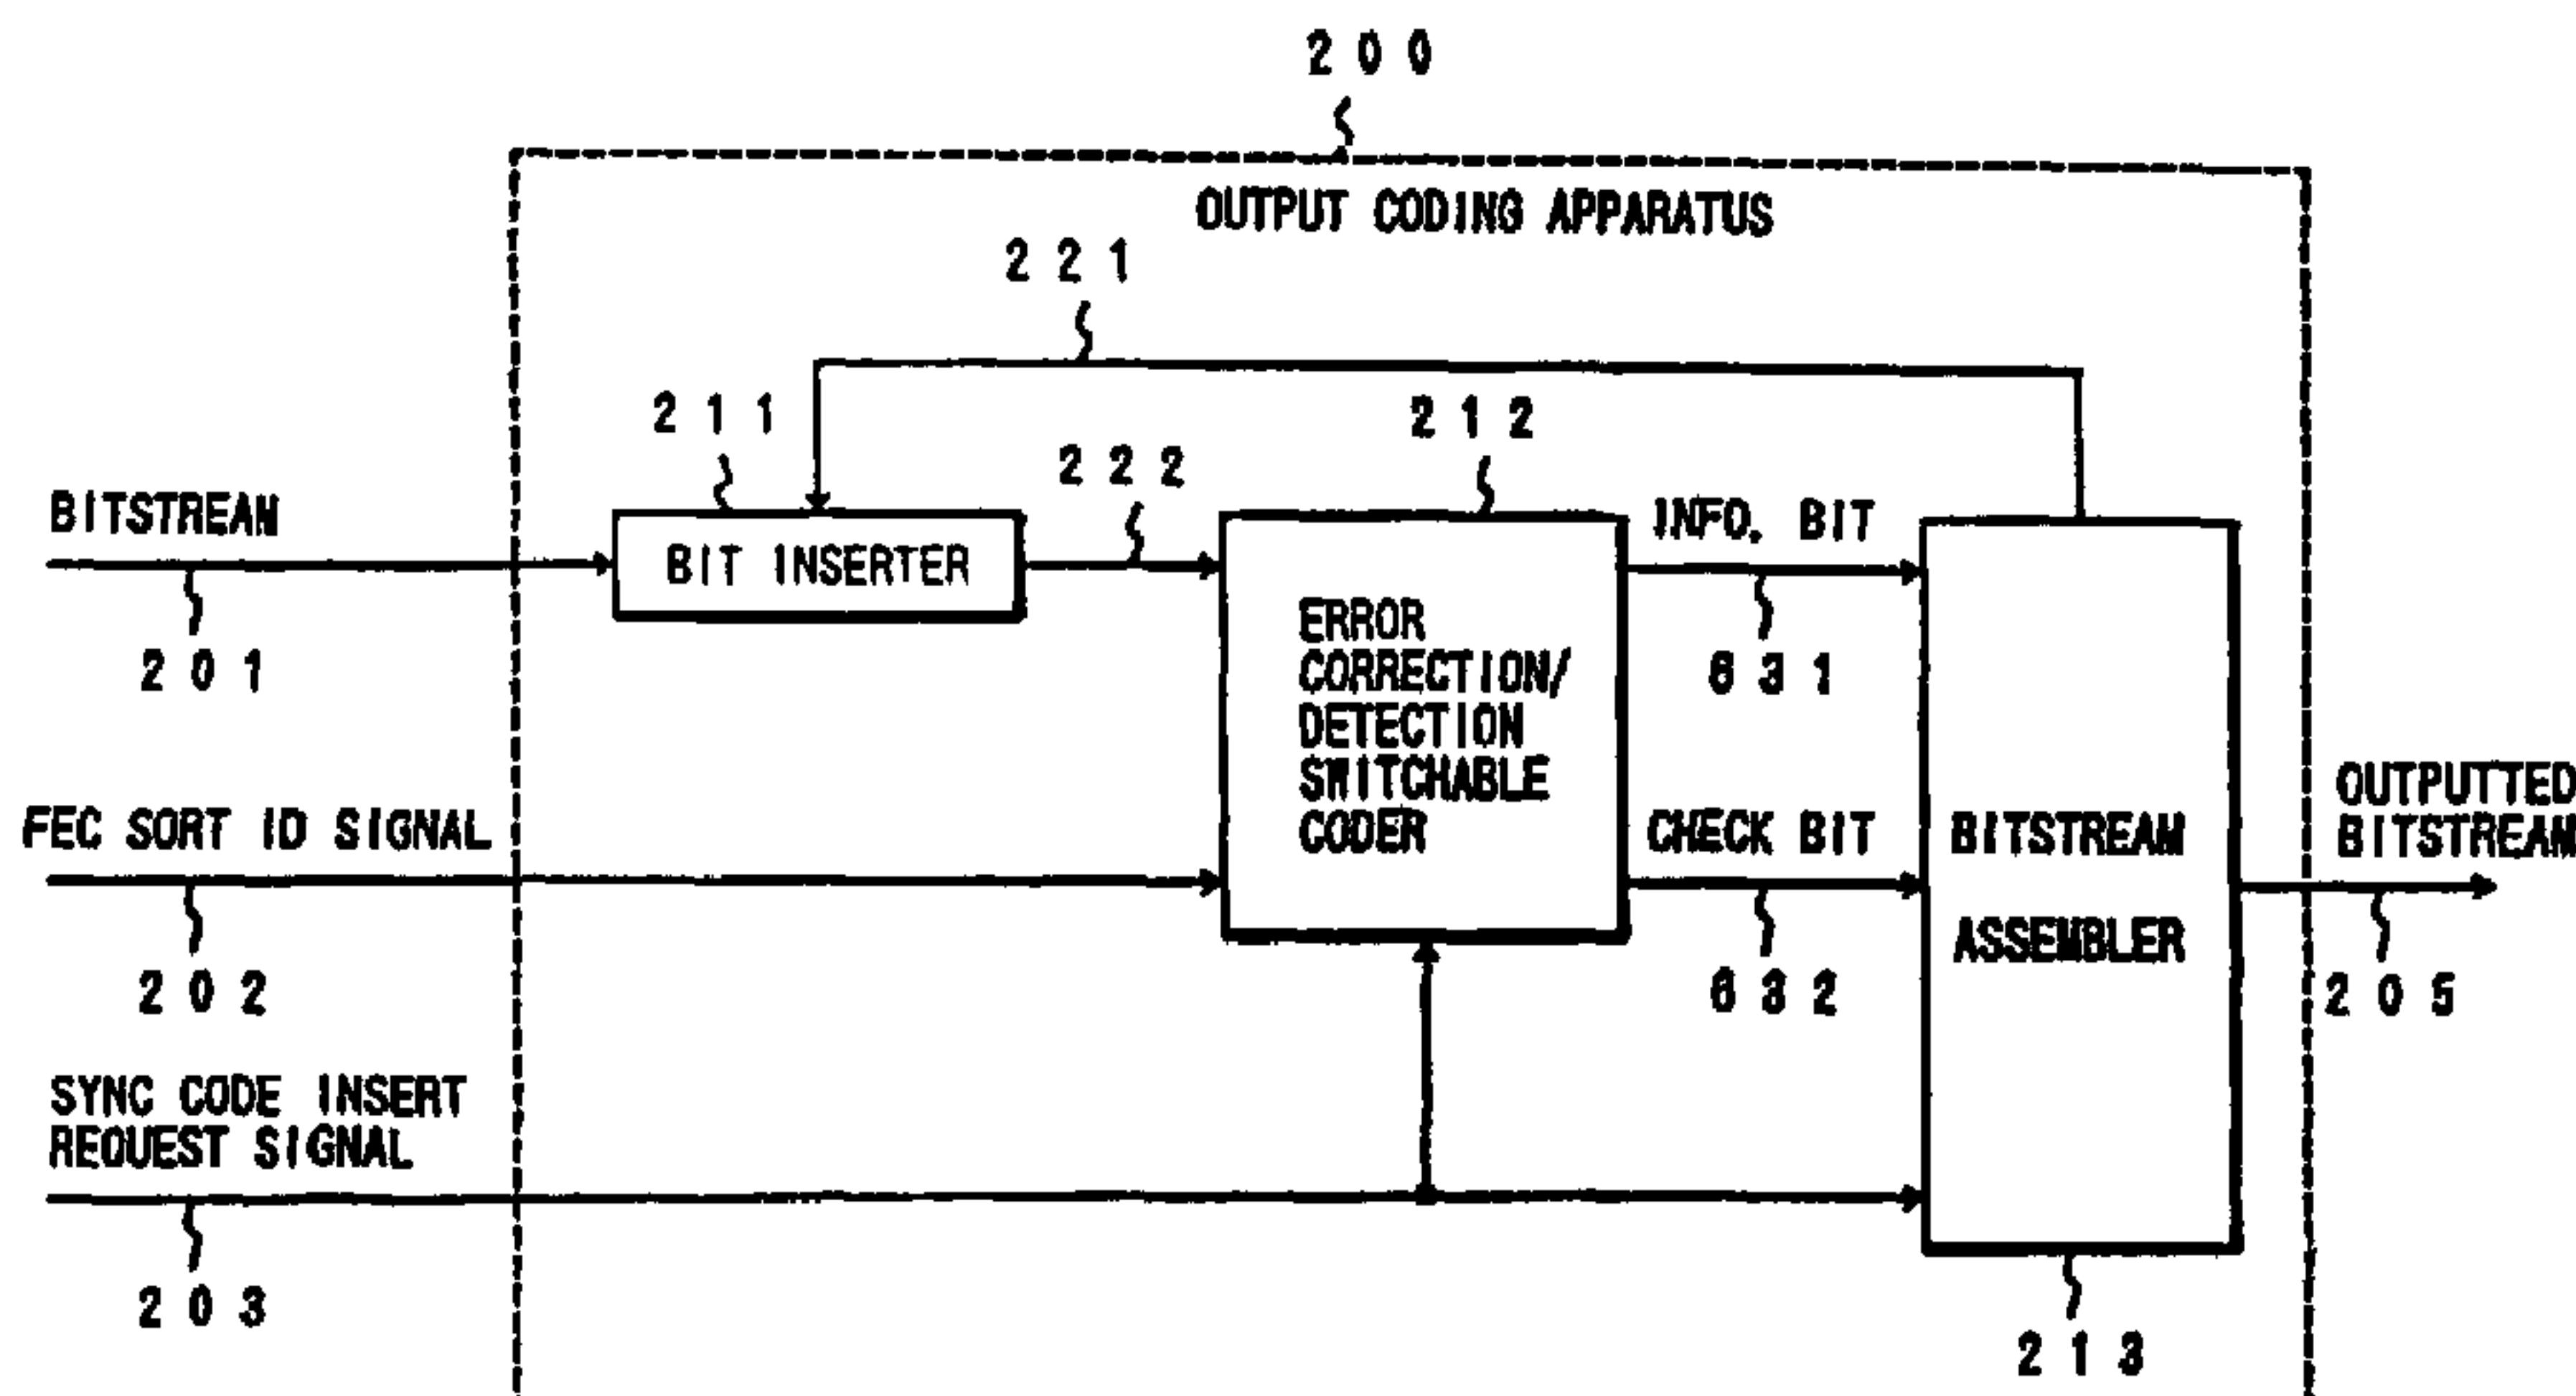 200
OUTPUT CODING APPARATUS
221
211
212
222
BITSTREAM
BIT INSERTER
INFO. BIT
201
631
ERROR
CORRECTION/
DETECTION
SWITCHABLE
CODER
FEC SORT ID SIGNAL
CHECK BIT
BITSTREAM
ASSEMBLER
OUTPUTTED
BITSTREAM
202
632
205
SYNC CODE INSERT
REQUEST SIGNAL
203
213